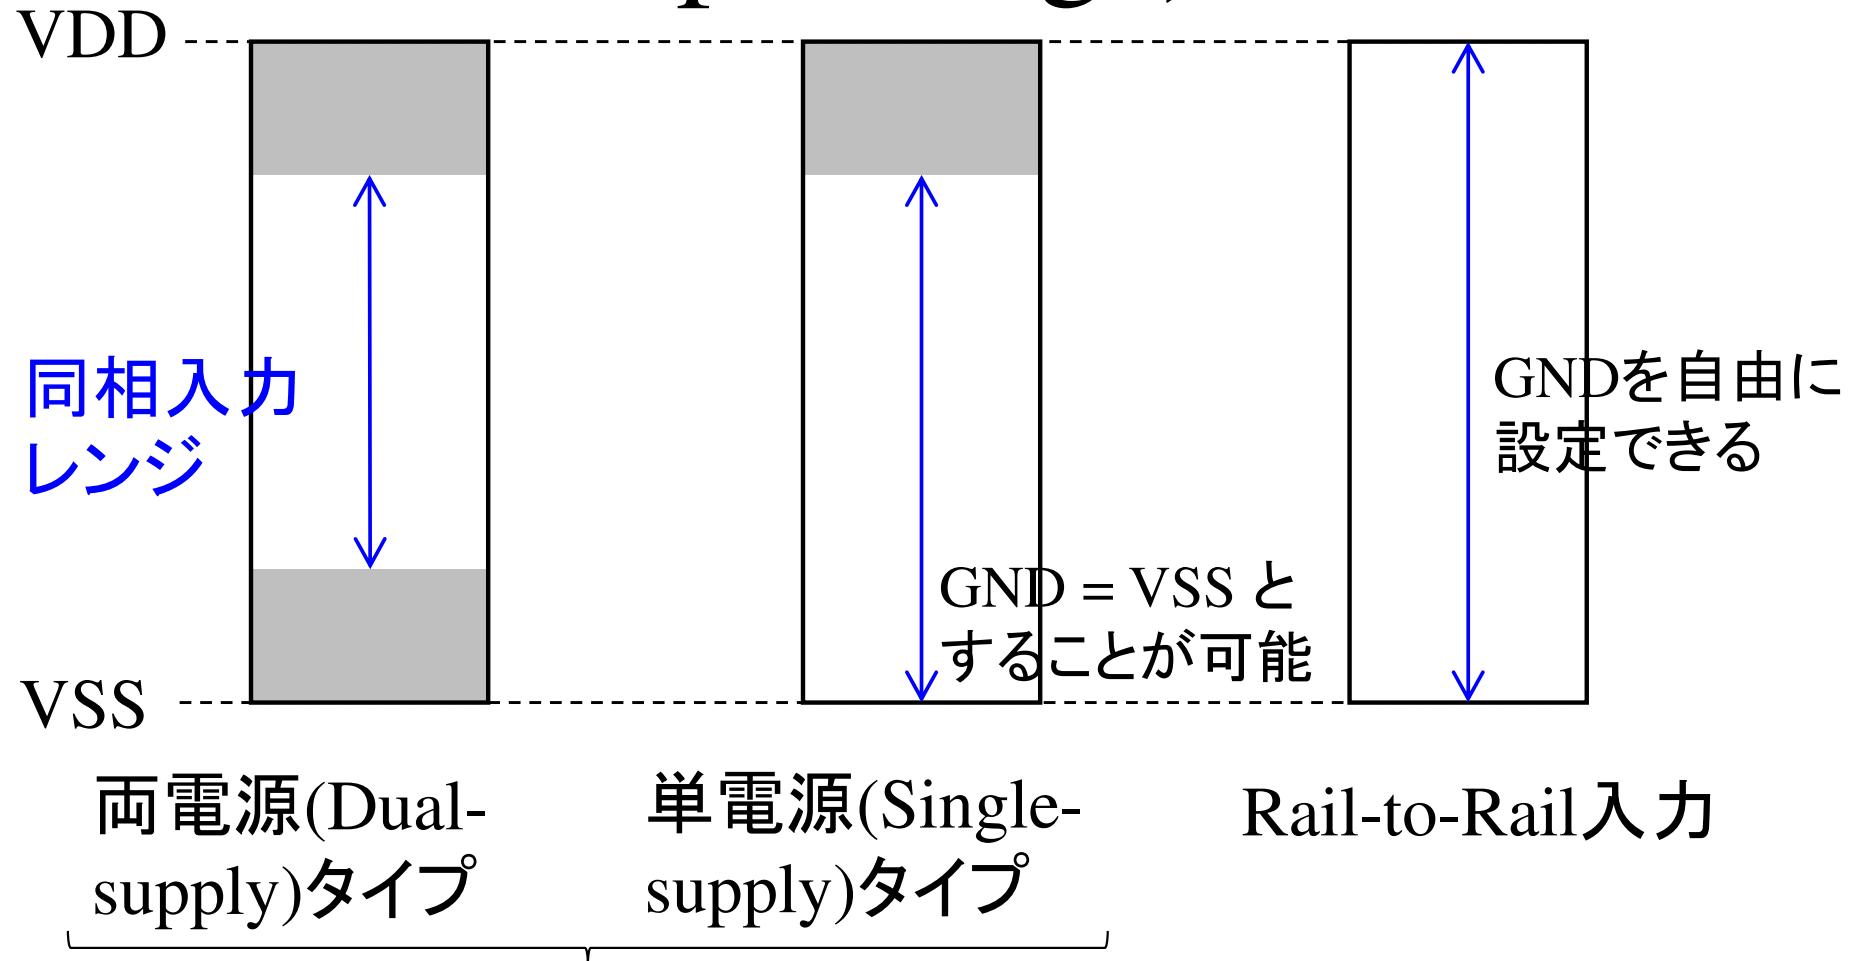 VDD
同相入力
レンジ
GNDを自由に
設定できる
GND = VSS と
することが可能
VSS
両電源(Dual-
supply)タイプ
単電源(Single-
supply)タイプ
Rail-to-Rail入力